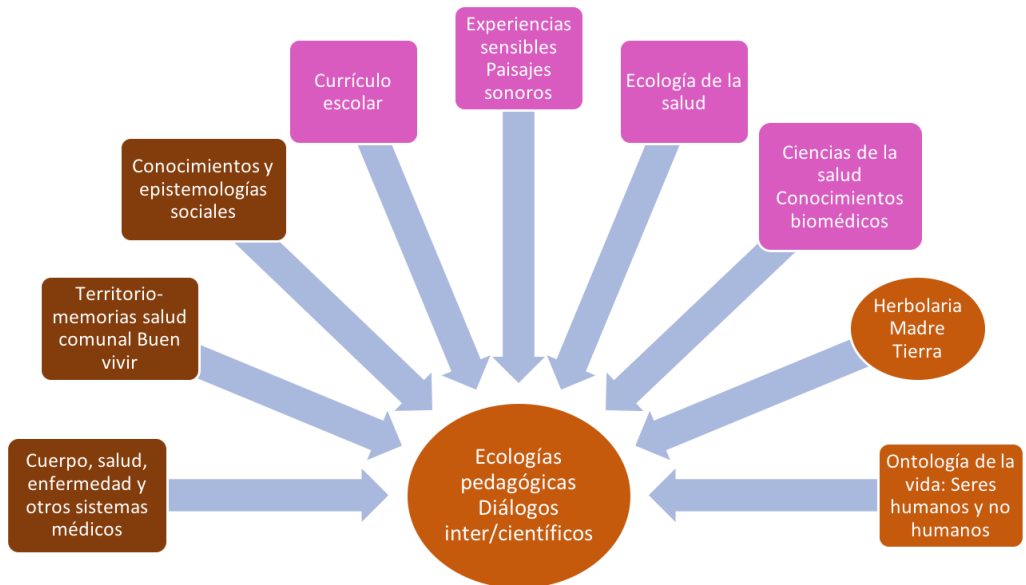 Experiencias
sensibles
Paisajes
sonoros
Currículo
escolar
Ecología de la
salud
Conocimientos y
epistemologías
sociales
Ciencias de la
salud
Conocimientos
biomédicos
Territorio-
memorias salud
comunal Buen
vivir
Herbolaria
Madre
Tierra
Cuerpo, salud,
enfermedad y
otros sistemas
médicos
Ecologías
pedagógicas
Diálogos
inter/científicos
Ontología de la
vida: Seres
humanos y no
humanos